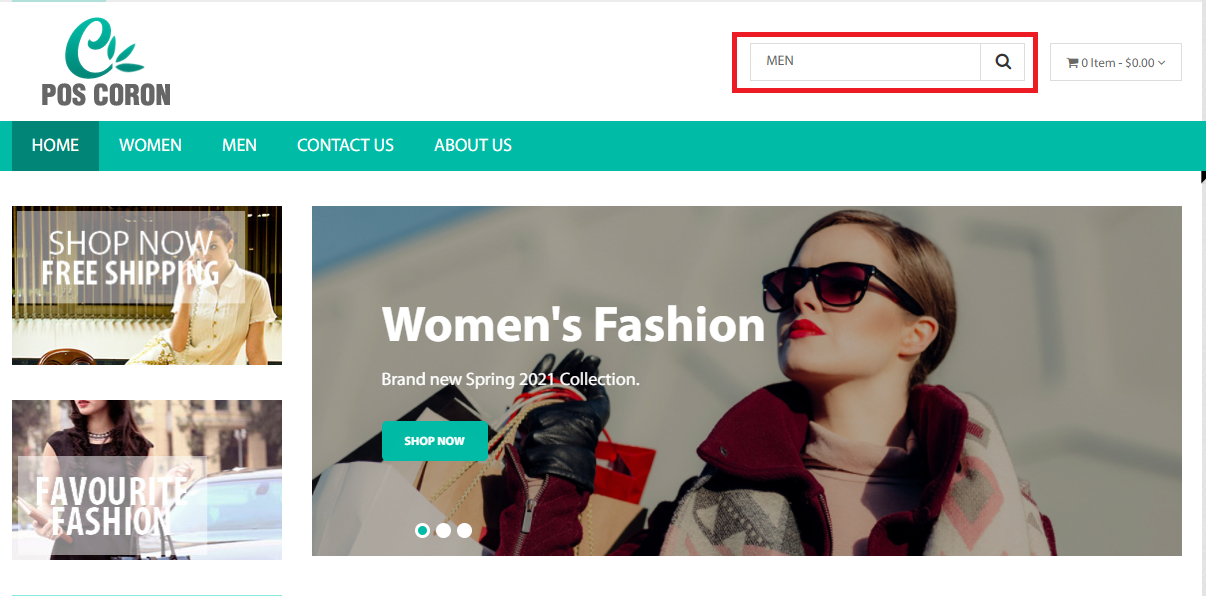 POS CORON
MEN
0 Item - $0.00
HOME
WOMEN
MEN
CONTACT US
ABOUT US
SHOP NOW
FREE SHIPPING
Women's Fashion
Brand new Spring 2021 Collection.
SHOP NOW
FAVOURITE
FASHION